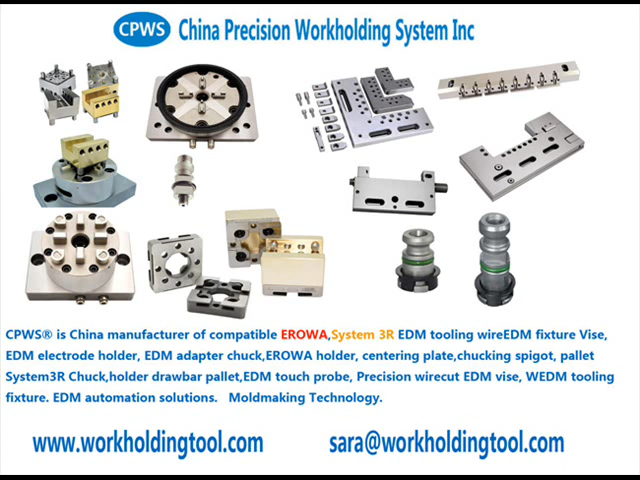 CPWS China Precision Workholding System Inc
CPWS® is China manufacturer of compatible EROWA,System 3R EDM tooling wireEDM fixture Vise,
EDM electrode holder, EDM adapter chuck,EROWA holder, centering plate,chucking spigot, pallet
System3R Chuck,holder drawbar pallet,EDM touch probe, Precision wirecut EDM vise, WEDM tooling
fixture. EDM automation solutions. Moldmaking Technology.
www.workholdingtool.com sara@workholdingtool.com